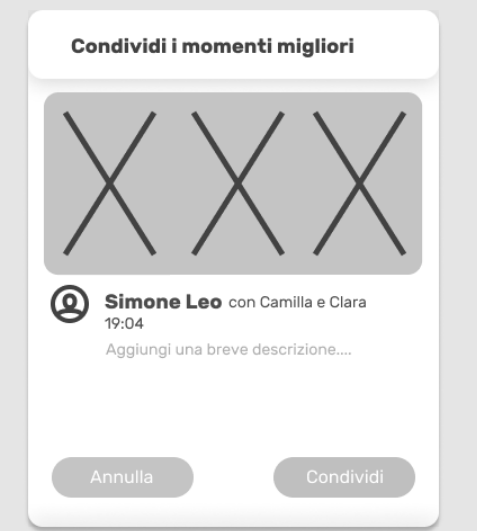 Condividi i momenti migliori
Simone Leo con Camilla e Clara
19:04
Aggiungi una breve descrizione....
Annulla
Condividi